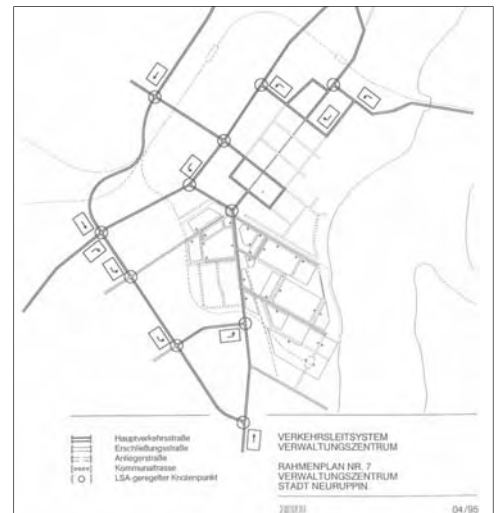 Hauptverkehrsstraße
Erschließungsstraße
Anliegerstraße
Kommunaltrasse
LSA-geregelter Knotenpunkt
VERKEHRSLEITSYSTEM
VERWALTUNGSZENTRUM
RAHMENPLAN NR. 7
VERWALTUNGSZENTRUM
STADT NEURUPPIN
04/95